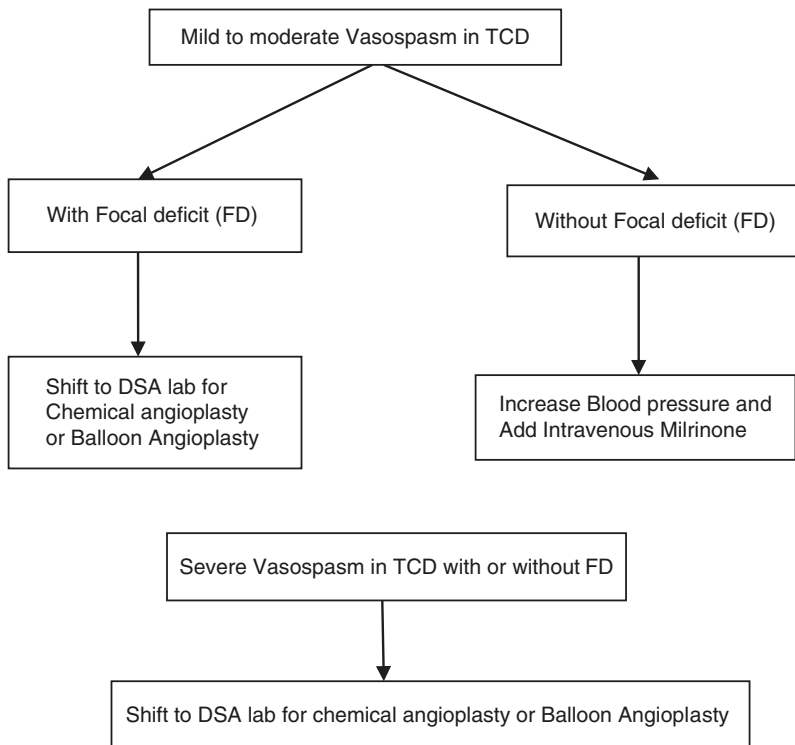 Mild to moderate Vasospasm in TCD
With Focal deficit (FD)
Without Focal deficit (FD)
Shift to DSA lab for
Chemical angioplasty
or Balloon Angioplasty
Increase Blood pressure and
Add Intravenous Milrinone
Severe Vasospasm in TCD with or without FD
Shift to DSA lab for chemical angioplasty or Balloon Angioplasty